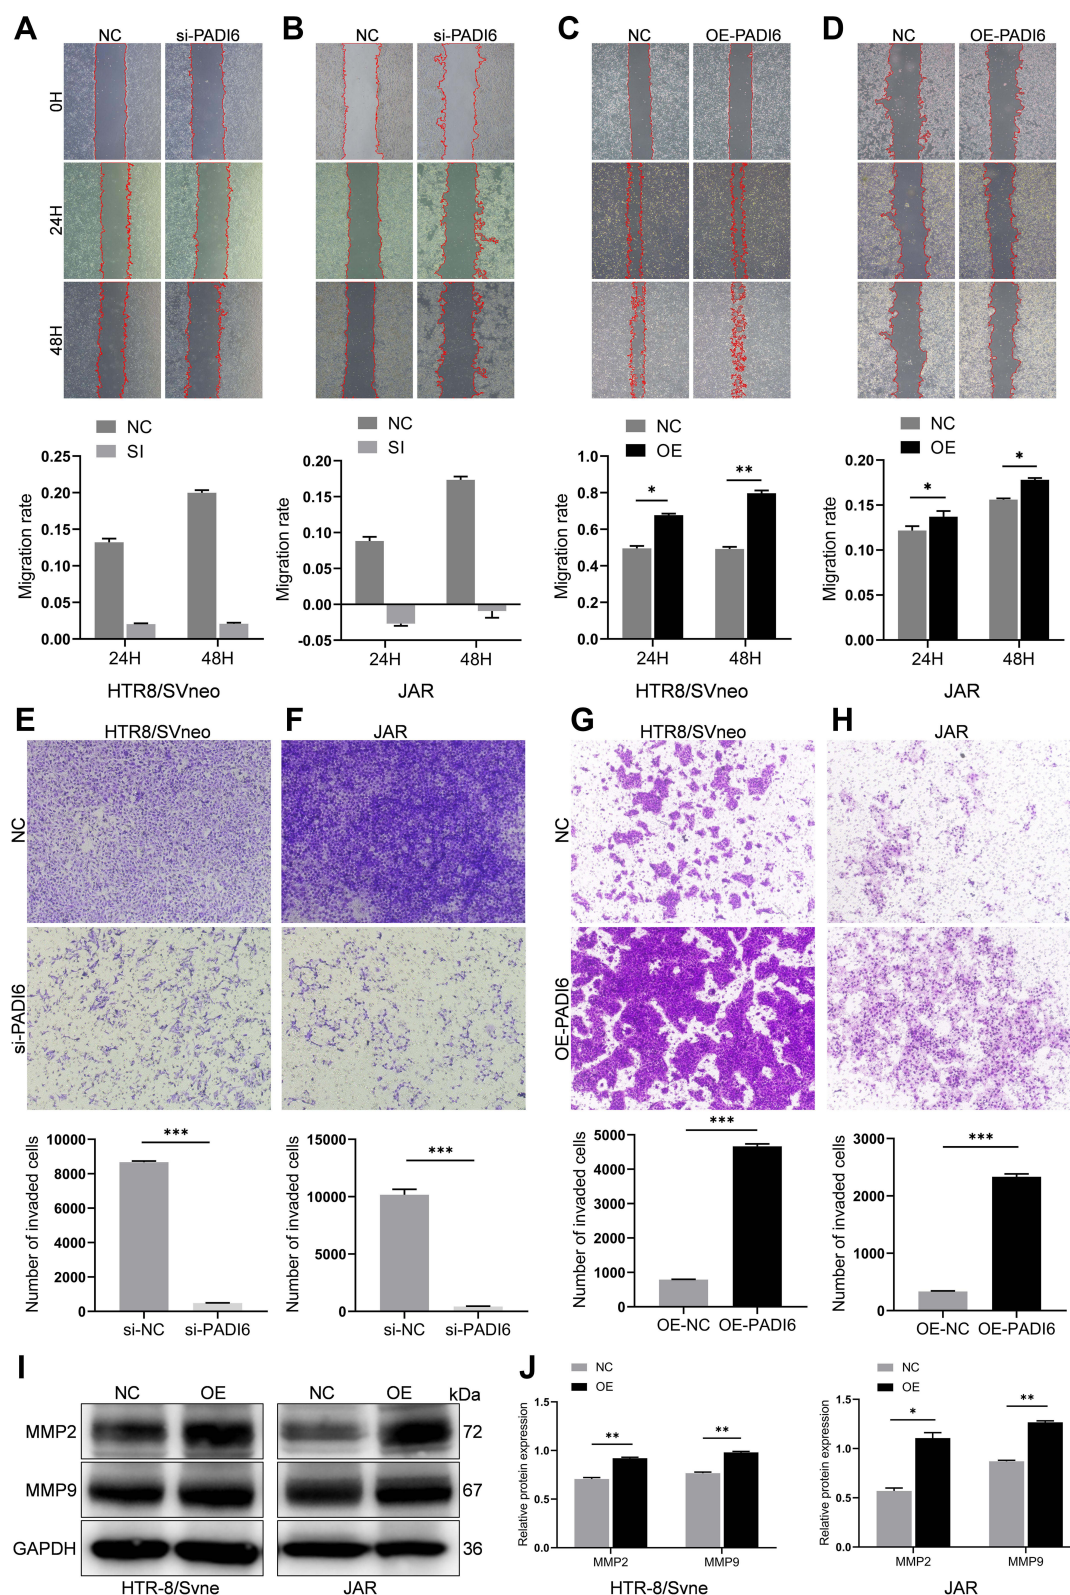 A B C D
NC si-PADI6 NC si-PADI6 NC OE-PADI6 NC OE-PADI6
0H
24H
48H
NC
SI
Migration rate
0.25
0.20
0.15
0.10
0.05
0.00
24H 48H
HTR8/SVneo
NC
SI
Migration rate
0.20
0.15
0.10
0.05
0.00
-0.05
24H 48H
JAR
NC
OE
Migration rate
1.0
0.8
0.6
0.4
0.2
0.0
* **
24H 48H
HTR8/SVneo
NC
OE
Migration rate
0.20
0.15
0.10
0.05
0.00
* *
24H 48H
JAR
E F G H
HTR8/SVneo JAR HTR8/SVneo JAR
NC NC
si-PADI6 OE-PADI6
Number of invaded cells
10000
8000
6000
4000
2000
0
***
si-NC si-PADI6
Number of invaded cells
15000
10000
5000
0
***
si-NC si-PADI6
Number of invaded cells
5000
4000
3000
2000
1000
0
***
OE-NC OE-PADI6
Number of invaded cells
3000
2000
1000
0
***
OE-NC OE-PADI6
I
NC OE NC OE kDa
MMP2 72
MMP9 67
GAPDH 36
HTR-8/Svne JAR
J
NC
OE
Relative protein expression
1.5
1.0
0.5
0.0
** **
MMP2 MMP9
HTR-8/Svne
NC
OE
Relative protein expression
1.5
1.0
0.5
0.0
* **
MMP2 MMP9
JAR